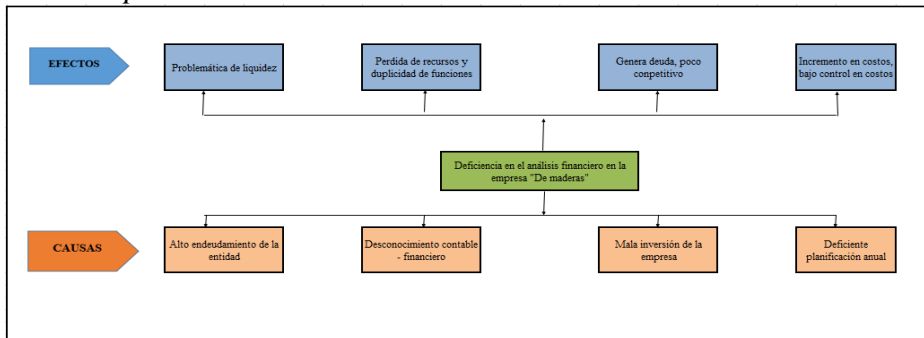 EFECTOS
Problemática de liquidez
Perdida de recursos y
duplicidad de funciones
Genera deuda, poco
conpetitivo
Incremento en costos,
bajo control en costos
Deficiencia en el análisis financiero en la
empresa "De maderas"
CAUSAS
Alto endeudamiento de la
entidad
Desconocimiento contable
- financiero
Mala inversión de la
empresa
Deficiente
planificación anual